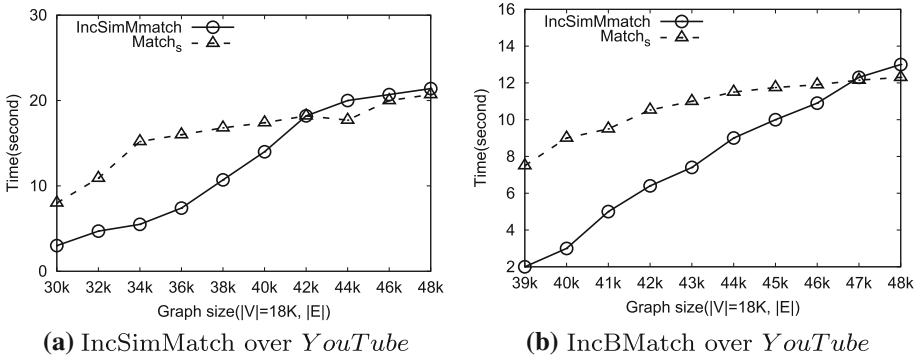 30
20
10
0
Time(second)
IncSimMmatch
Match_s
30k 32k 34k 36k 38k 40k 42k 44k 46k 48k
Graph size(|V|=18K, |E|)
(a) IncSimMatch over YouTube
16
14
12
10
8
6
4
2
Time(second)
IncSimMmatch
Match_s
39k 40k 41k 42k 43k 44k 45k 46k 47k 48k
Graph size(|V|=18K, |E|)
(b) IncBMatch over YouTube